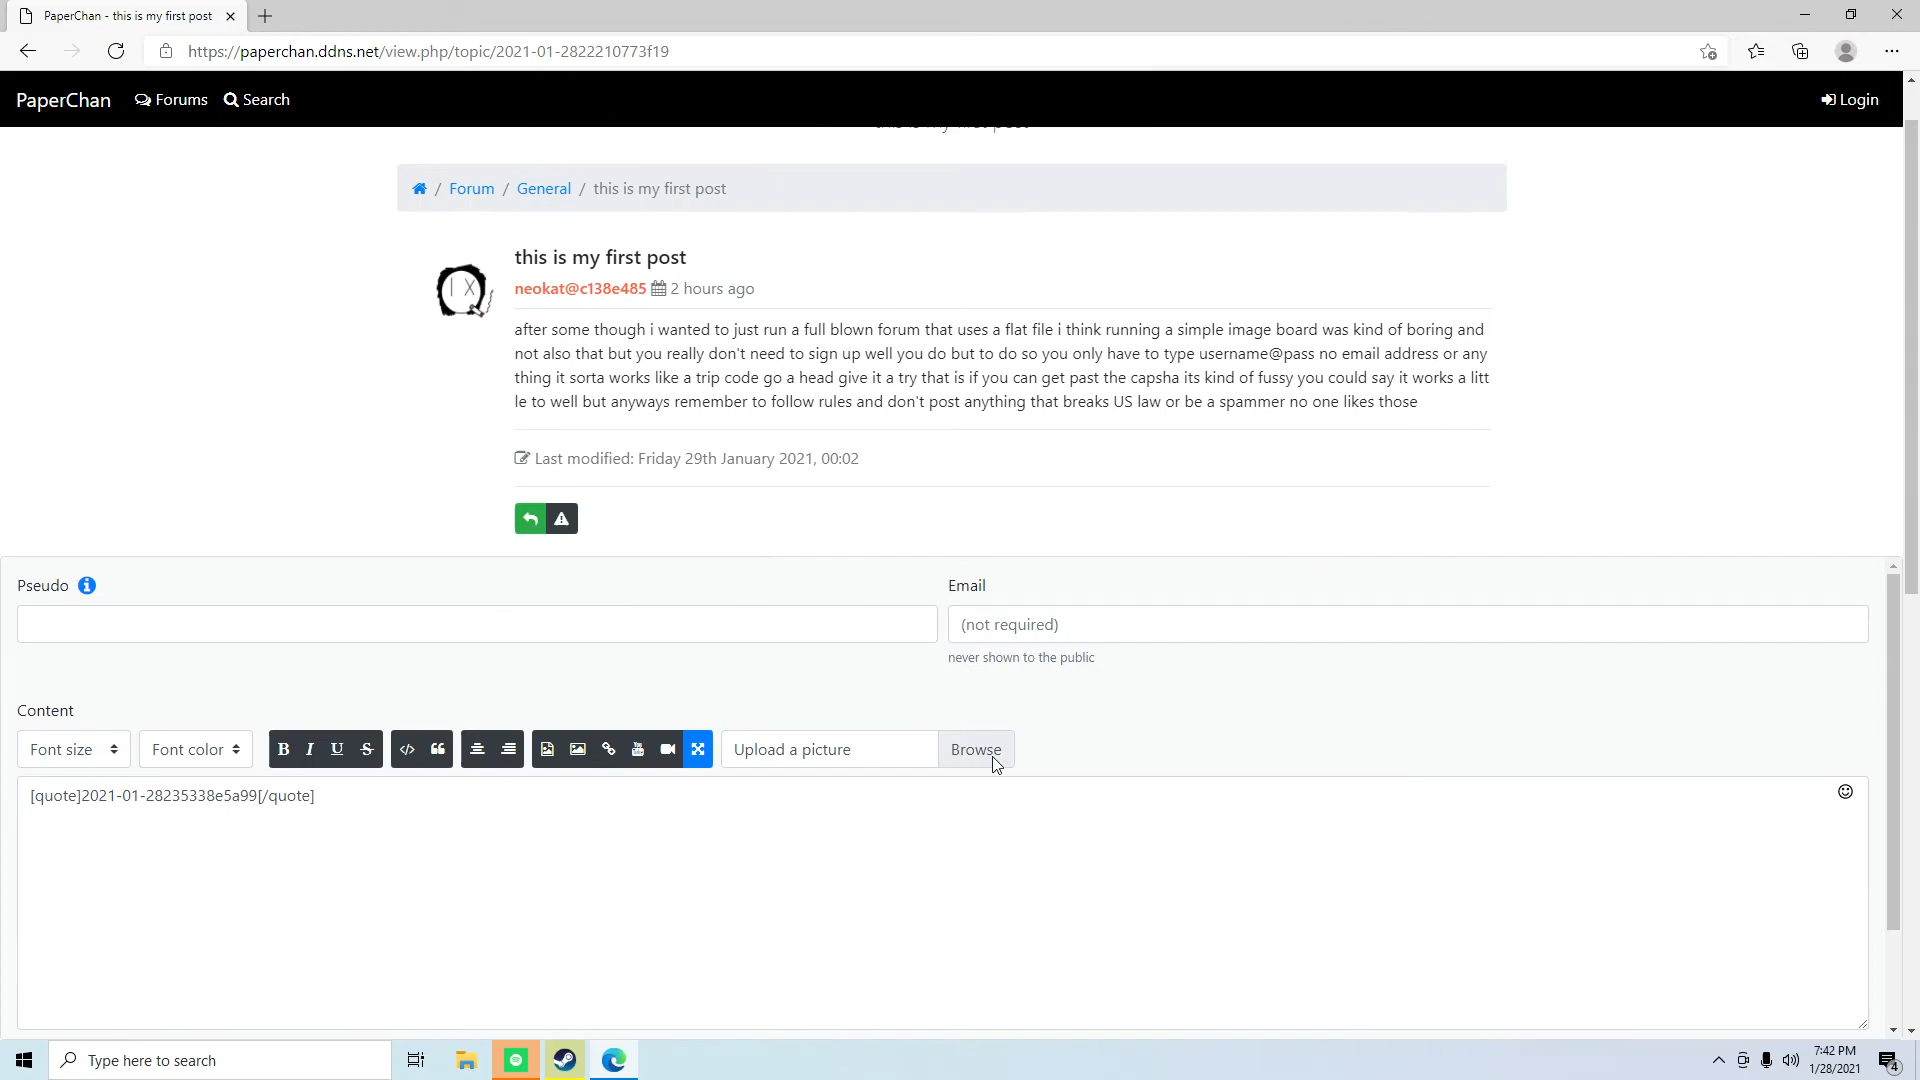 PaperChan - this is my first post
https://paperchan.ddns.net/view.php/topic/2021-01-2822210773f19
PaperChan Forums Search Login
this is my first post
/ Forum / General / this is my first post
this is my first post
neokat@c138e485 2 hours ago
after some though i wanted to just run a full blown forum that uses a flat file i think running a simple image board was kind of boring and
not also that but you really don't need to sign up well you do but to do so you only have to type username@pass no email address or any
thing it sorta works like a trip code go a head give it a try that is if you can get past the capsha its kind of fussy you could say it works a litt
le to well but anyways remember to follow rules and don't post anything that breaks US law or be a spammer no one likes those
Last modified: Friday 29th January 2021, 00:02
Pseudo Email
(not required)
never shown to the public
Content
Font size Font color B I U S Upload a picture Browse
[quote]2021-01-28235338e5a99[/quote]
Type here to search
7:42 PM
1/28/2021
4